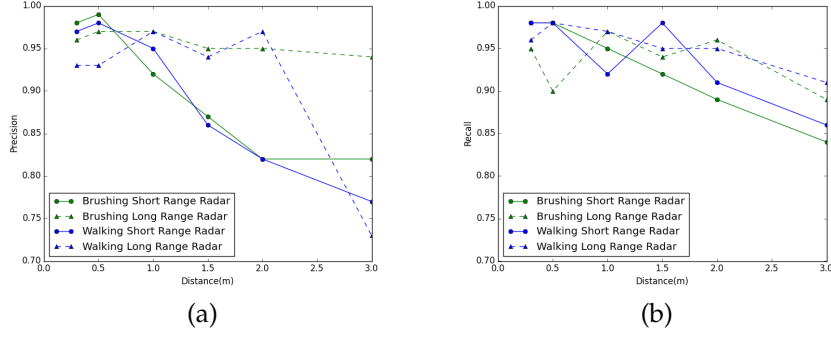 1.00
0.95
0.90
0.85
0.80
0.75
0.70
Precision
Brushing Short Range Radar
Brushing Long Range Radar
Walking Short Range Radar
Walking Long Range Radar
0.0 0.5 1.0 1.5 2.0 2.5 3.0
Distance(m)
(a)
1.00
0.95
0.90
0.85
0.80
0.75
0.70
Recall
Brushing Short Range Radar
Brushing Long Range Radar
Walking Short Range Radar
Walking Long Range Radar
0.0 0.5 1.0 1.5 2.0 2.5 3.0
Distance(m)
(b)